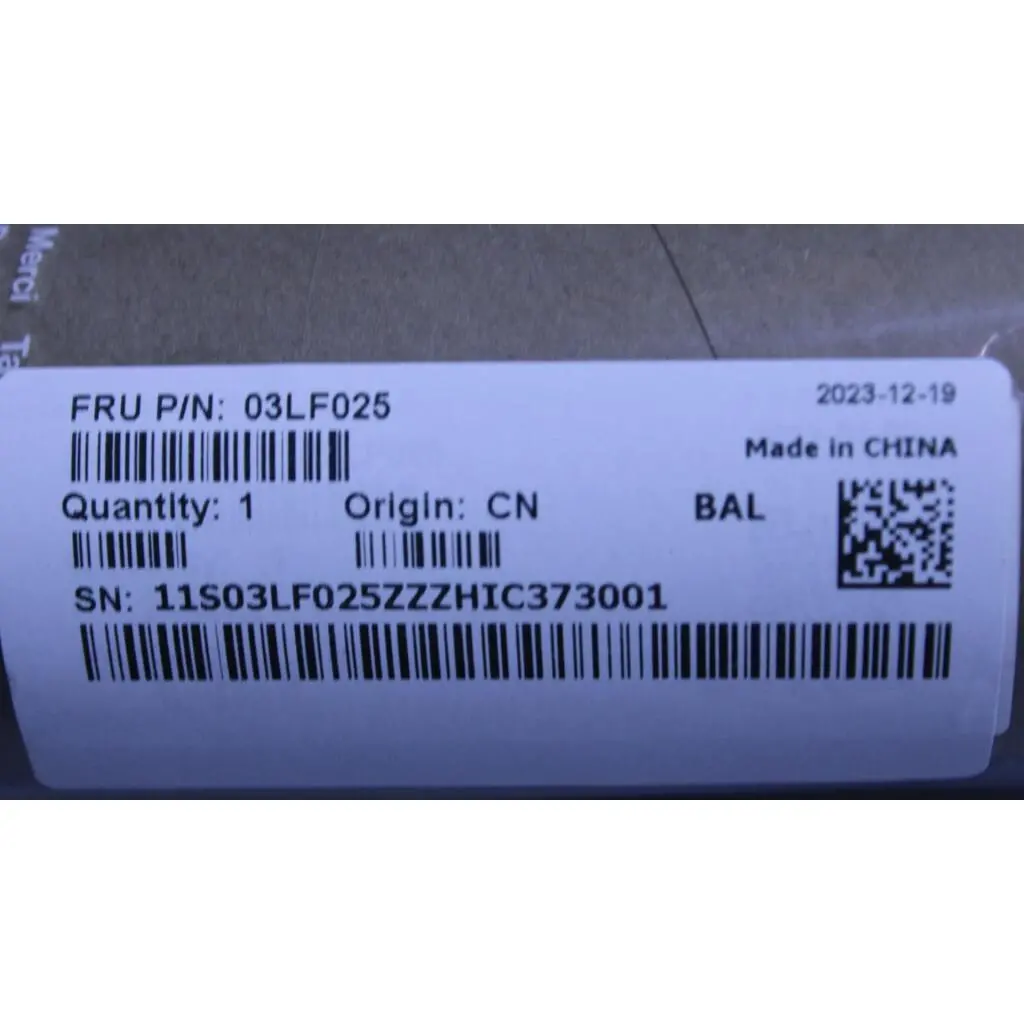 Merci
FRU P/N: 03LF025
2023-12-19
Made in CHINA
Quantity: 1 Origin: CN BAL
SN: 11S03LF025ZZZHIC373001